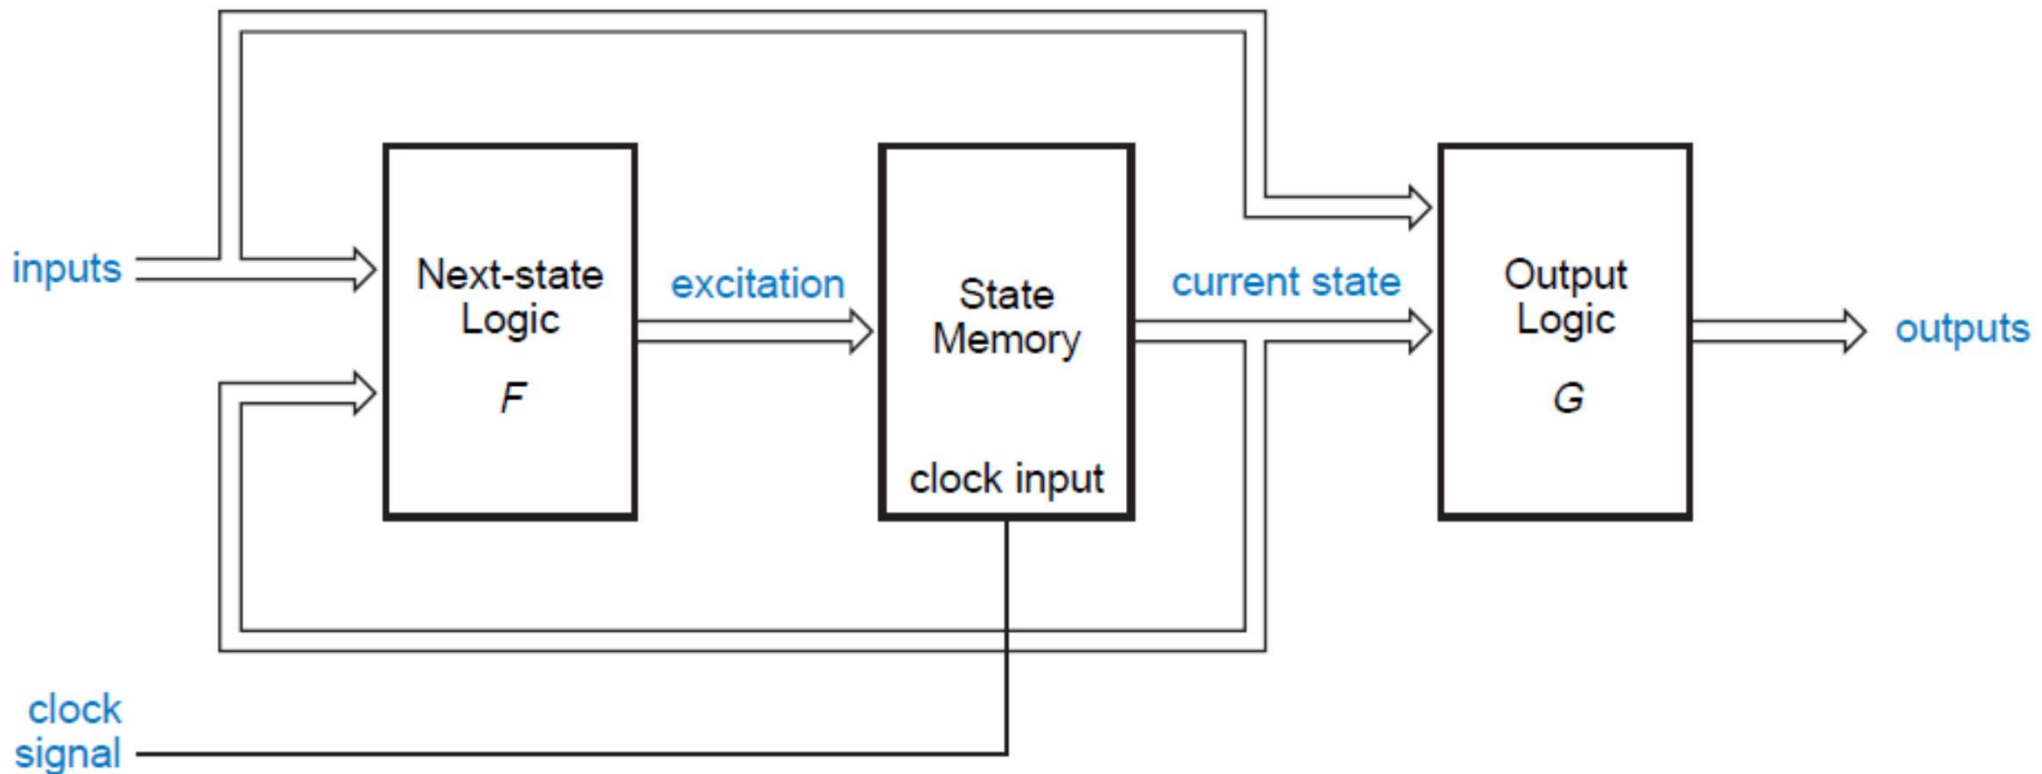 inputs
Next-state
Logic
F
excitation
State
Memory
clock input
current state
Output
Logic
G
outputs
clock
signal